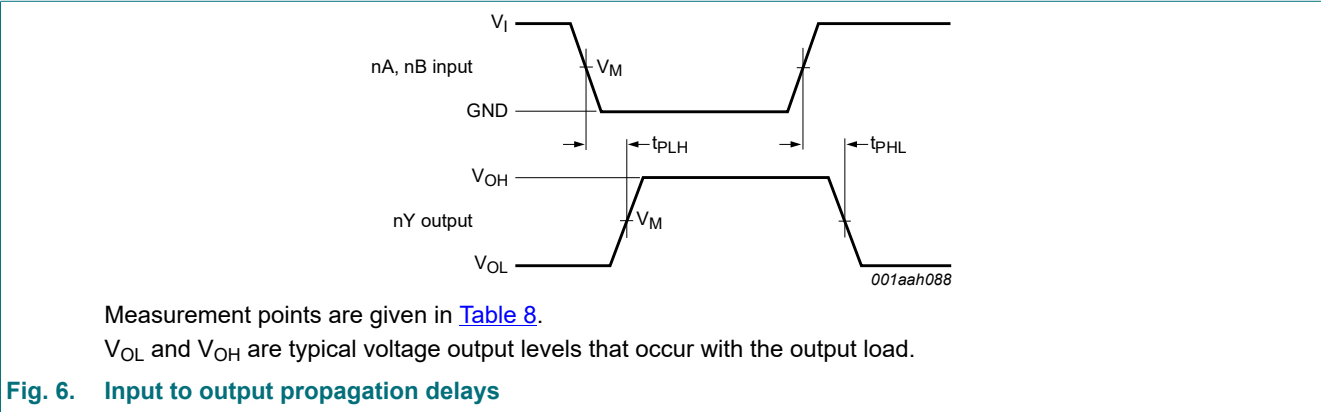 V_I
nA, nB input
V_M
GND
t_PLH
t_PHL
V_OH
nY output
V_M
V_OL
001aah088
Measurement points are given in Table 8.
V_OL and V_OH are typical voltage output levels that occur with the output load.
Fig. 6. Input to output propagation delays